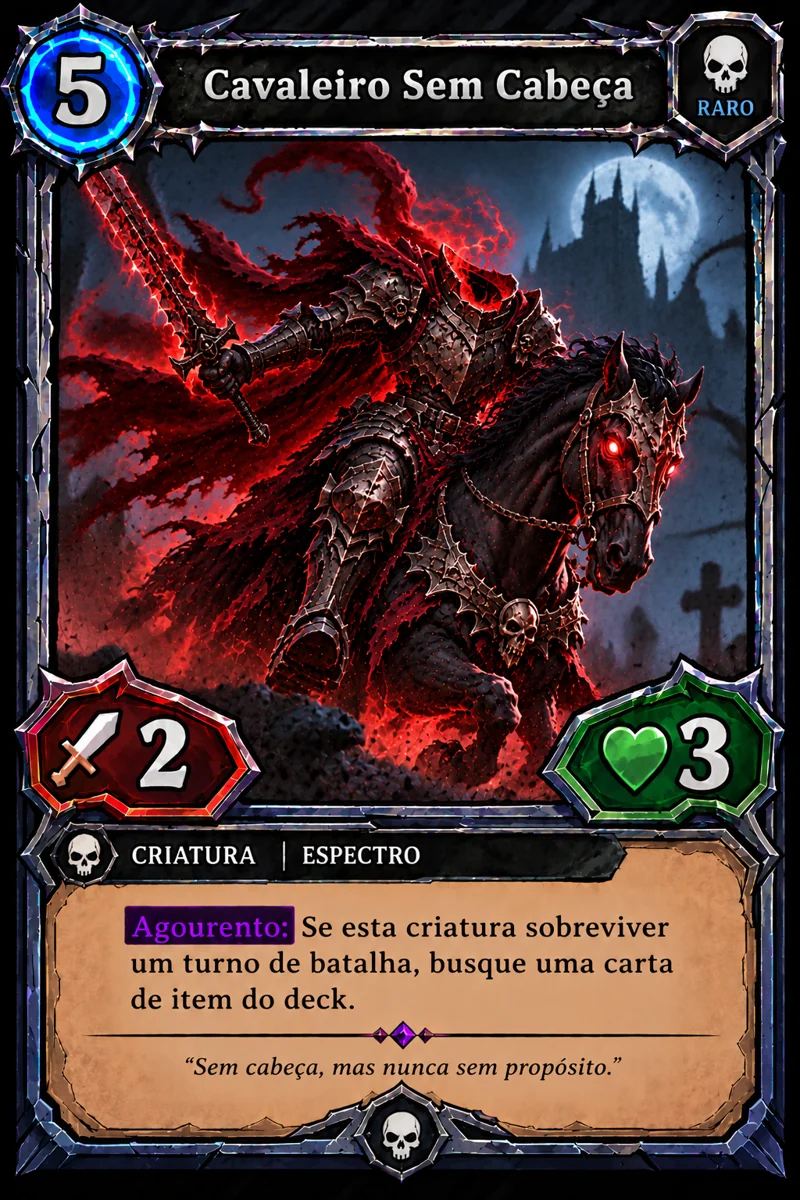 5
Cavaleiro Sem Cabeça
RARO
2
3
CRIATURA | ESPECTRO
Agourento: Se esta criatura sobreviver
um turno de batalha, busque uma carta
de item do deck.
“Sem cabeça, mas nunca sem propósito.”